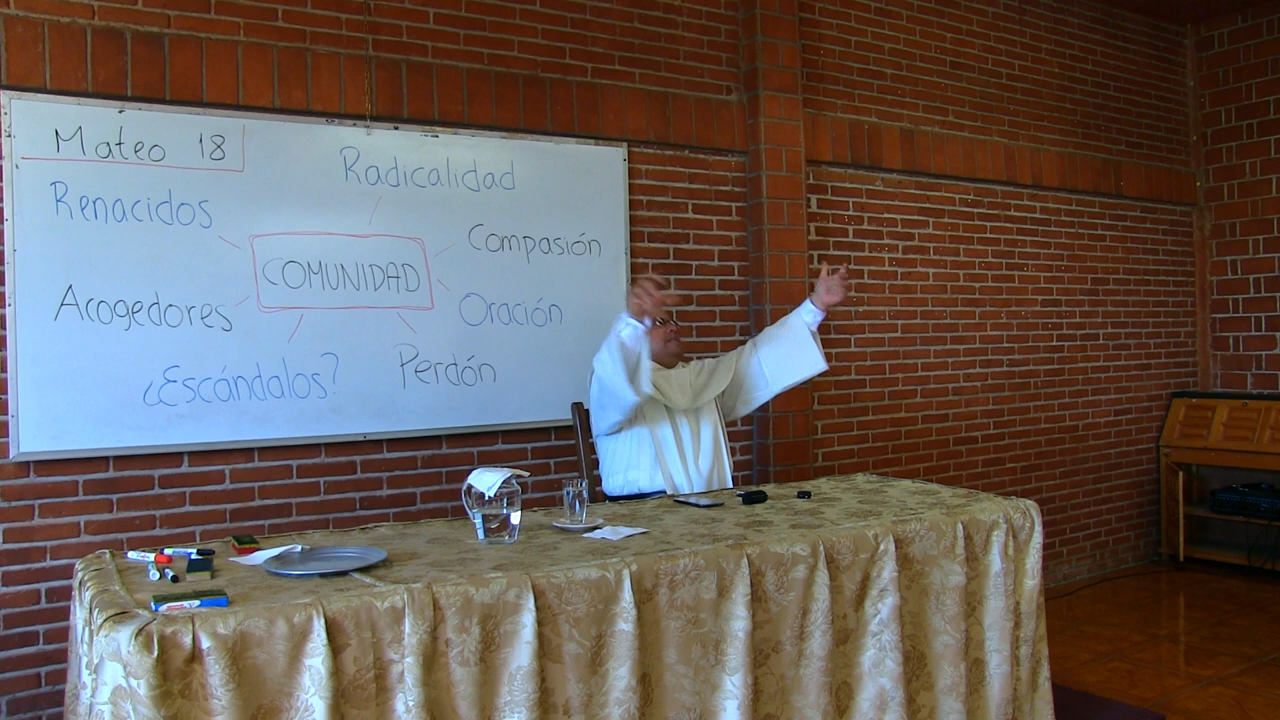 Mateo 18
Radicalidad
Renacidos
Compasión
COMUNIDAD
Acogedores
Oración
¿Escándalos?
Perdón